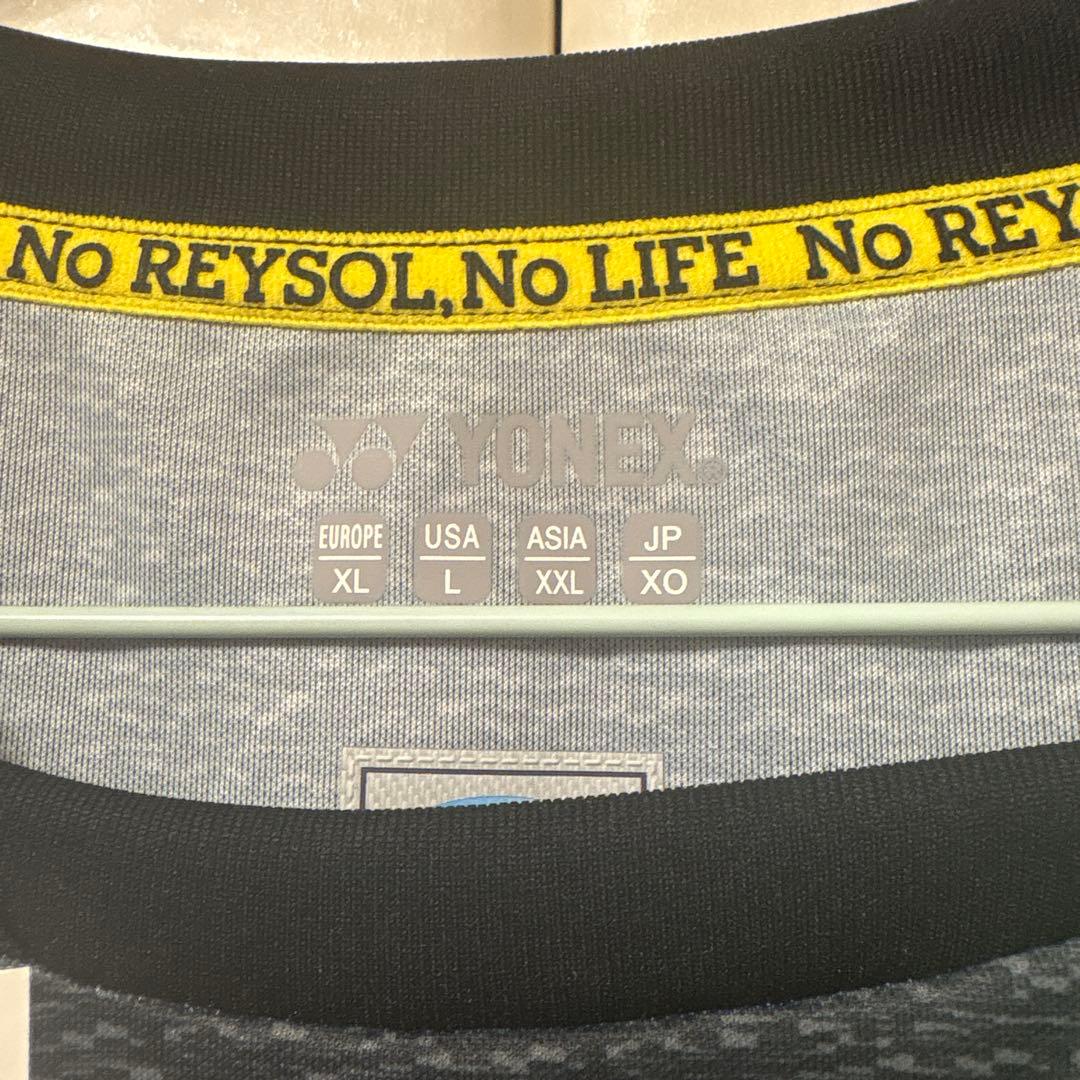 No REYSOL, No LIFE No REY
YONEX®
EUROPE USA ASIA JP
XL L XXL XO